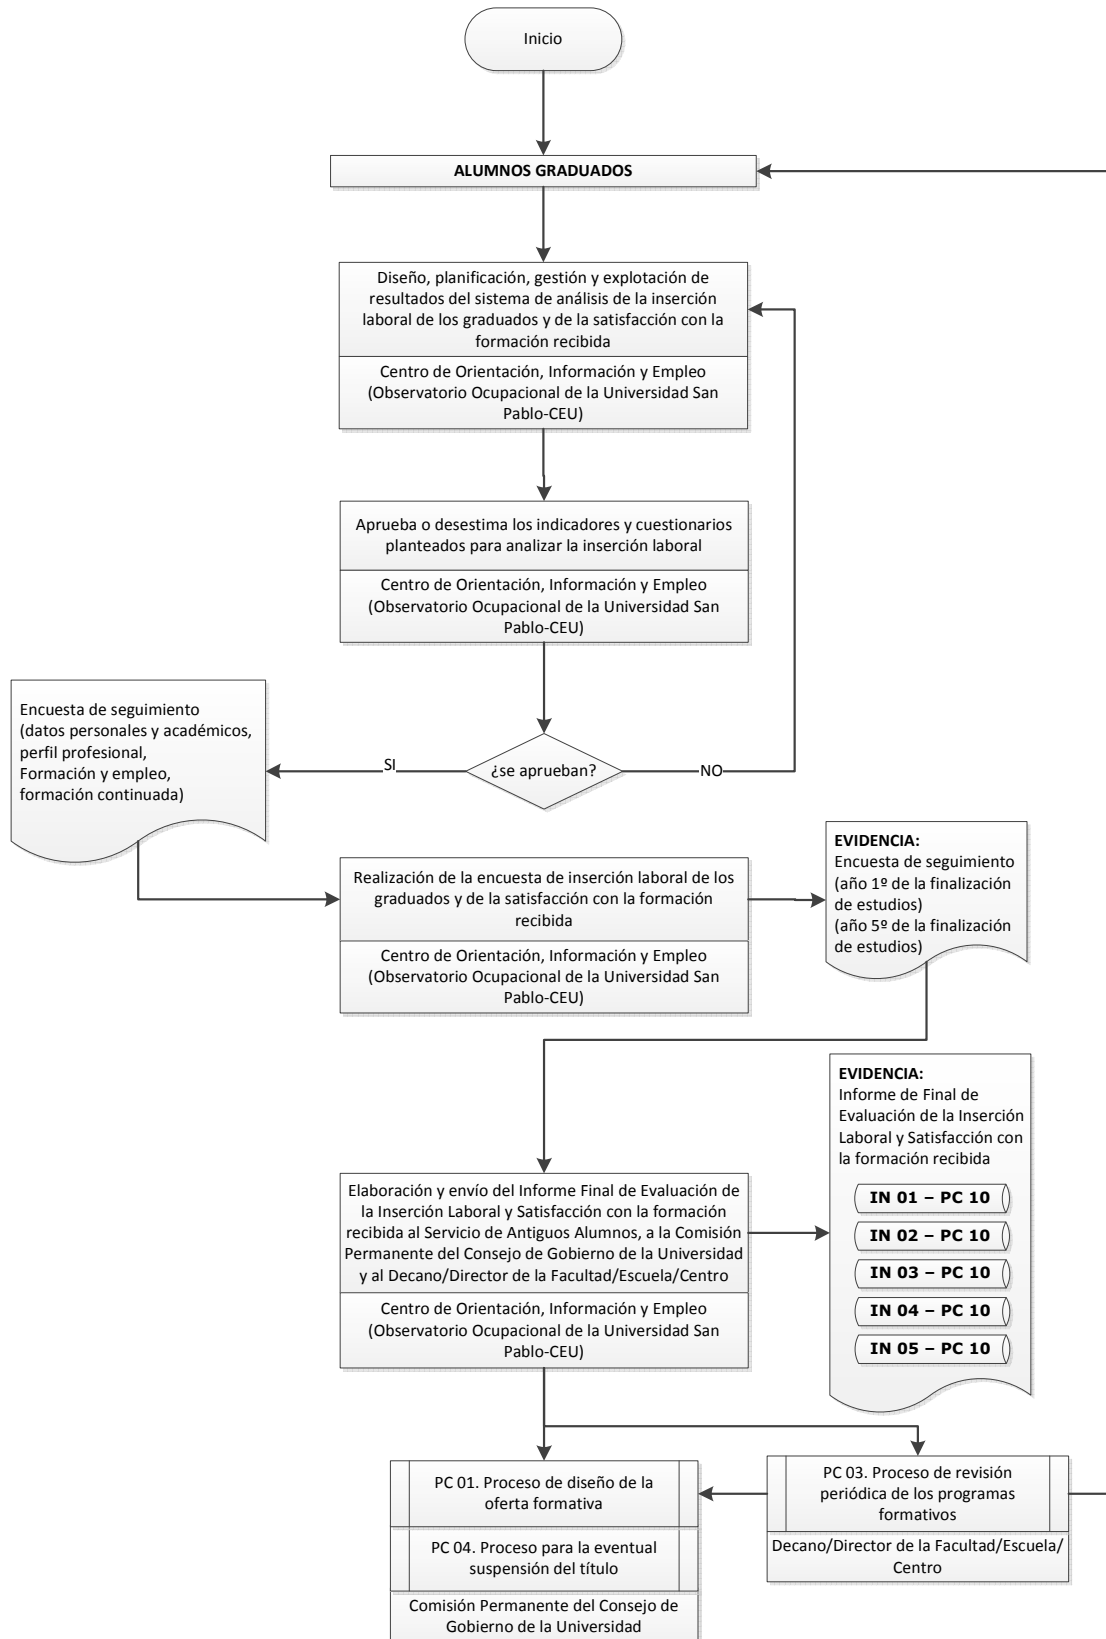 Inicio
ALUMNOS GRADUADOS
Diseño, planificación, gestión y explotación de
resultados del sistema de análisis de la inserción
laboral de los graduados y de la satisfacción con la
formación recibida
Centro de Orientación, Información y Empleo
(Observatorio Ocupacional de la Universidad San
Pablo-CEU)
Aprueba o desestima los indicadores y cuestionarios
planteados para analizar la inserción laboral
Centro de Orientación, Información y Empleo
(Observatorio Ocupacional de la Universidad San
Pablo-CEU)
¿se aprueban?
SI
NO
Encuesta de seguimiento
(datos personales y académicos,
perfil profesional,
Formación y empleo,
formación continuada)
Realización de la encuesta de inserción laboral de los
graduados y de la satisfacción con la formación
recibida
Centro de Orientación, Información y Empleo
(Observatorio Ocupacional de la Universidad San
Pablo-CEU)
EVIDENCIA:
Encuesta de seguimiento
(año 1º de la finalización
de estudios)
(año 5º de la finalización
de estudios)
Elaboración y envío del Informe Final de Evaluación de
la Inserción Laboral y Satisfacción con la formación
recibida al Servicio de Antiguos Alumnos, a la Comisión
Permanente del Consejo de Gobierno de la Universidad
y al Decano/Director de la Facultad/Escuela/Centro
Centro de Orientación, Información y Empleo
(Observatorio Ocupacional de la Universidad San
Pablo-CEU)
EVIDENCIA:
Informe de Final de
Evaluación de la Inserción
Laboral y Satisfacción con
la formación recibida
IN 01 – PC 10
IN 02 – PC 10
IN 03 – PC 10
IN 04 – PC 10
IN 05 – PC 10
PC 01. Proceso de diseño de la
oferta formativa
PC 04. Proceso para la eventual
suspensión del título
Comisión Permanente del Consejo de
Gobierno de la Universidad
PC 03. Proceso de revisión
periódica de los programas
formativos
Decano/Director de la Facultad/Escuela/
Centro